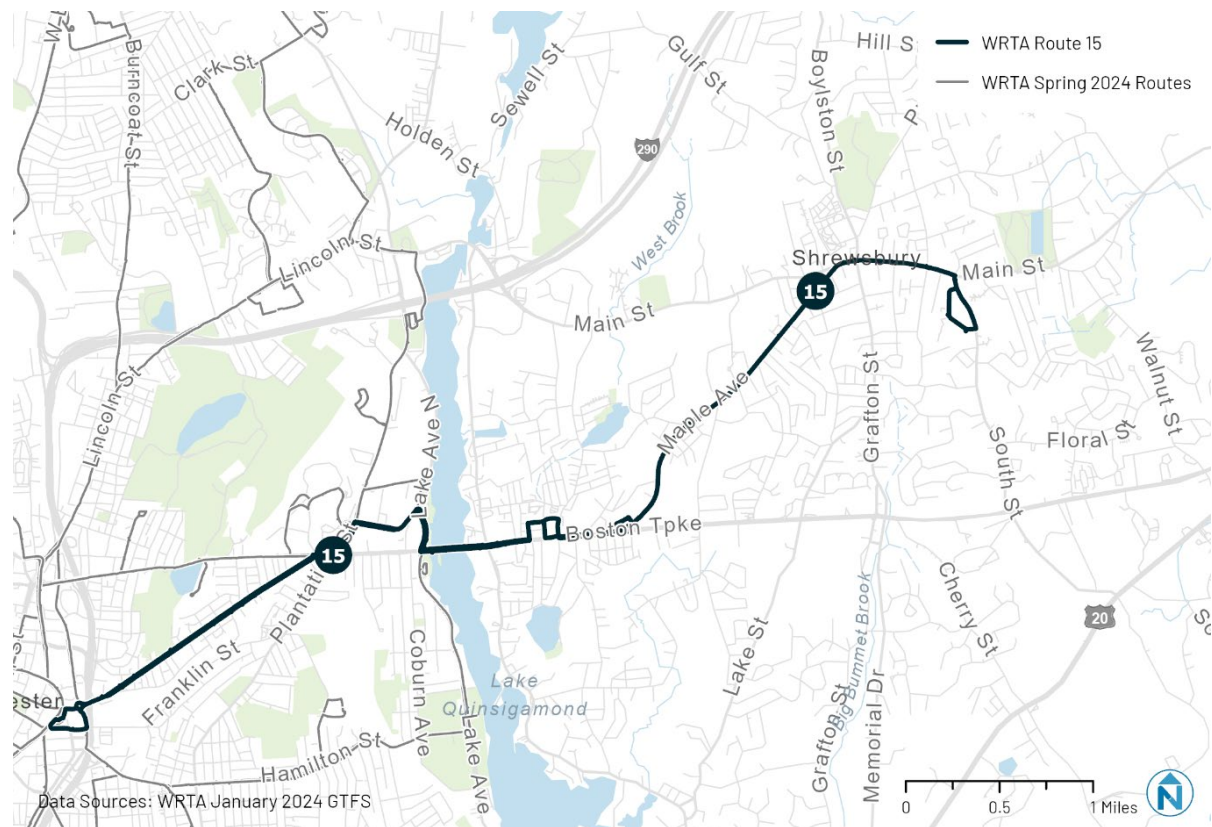 Hill S
WRTA Route 15
WRTA Spring 2024 Routes
Burncoat St
Clark St
Sewell St
Gulf St
Boylston St
Holden St
290
West Brook
Lincoln St
Shrewsbury
Main St
15
Main St
Walnut St
Lincoln St
N Lake Ave
Maple Ave
Grafton St
Floral St
South St
Boston Tpke
15
Plantati
St
Franklin St
Cherry St
20
Big Bummet Brook
Lake St
Coburn Ave
Lake
Quinsigamond
ester
Lake Ave
Grafton St
Memorial Dr
Hamilton St
Data Sources: WRTA January 2024 GTFS
0
0.5
1 Miles
N